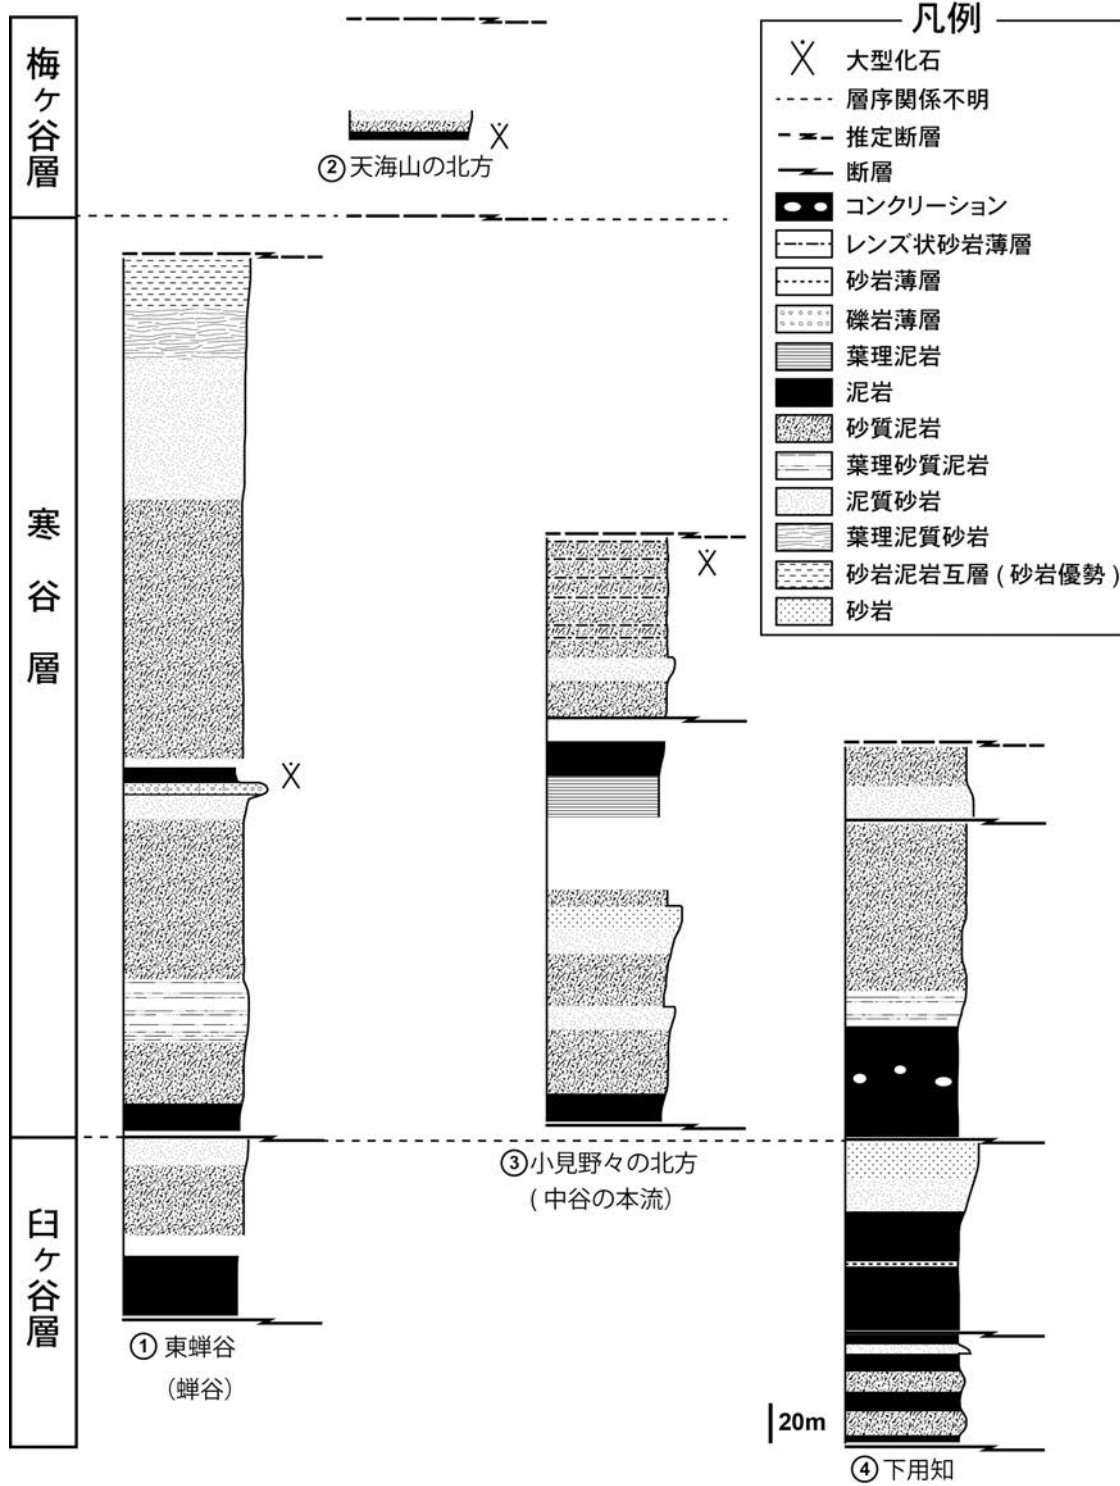 梅ヶ谷層
寒谷層
臼ヶ谷層
②天海山の北方
①東蝉谷
(蝉谷)
③小見野々の北方
(中谷の本流)
20m
④下用知
凡例
大型化石
層序関係不明
推定断層
断層
コンクリーション
レンズ状砂岩薄層
砂岩薄層
礫岩薄層
葉理泥岩
泥岩
砂質泥岩
葉理砂質泥岩
泥質砂岩
葉理泥質砂岩
砂岩泥岩互層 (砂岩優勢)
砂岩